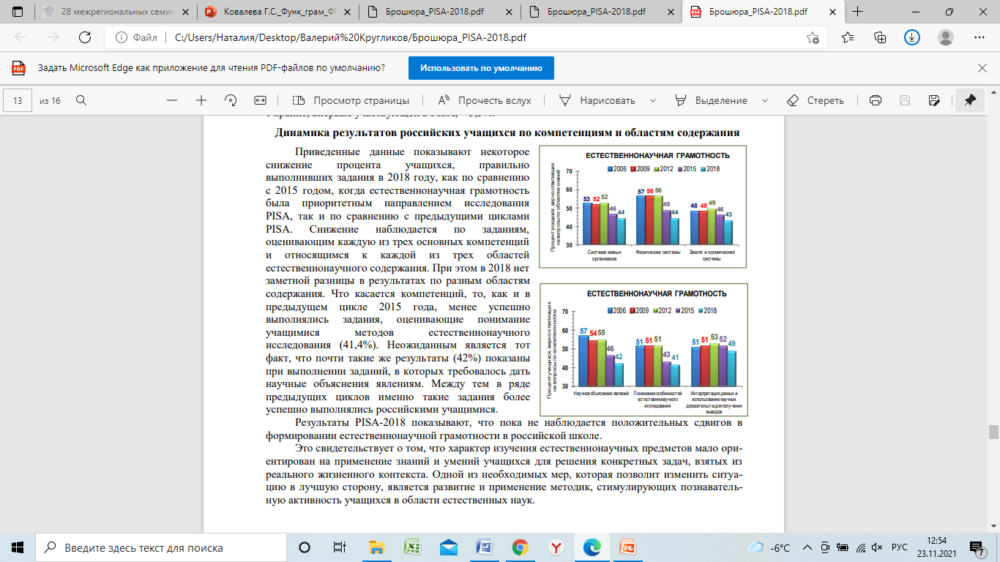 28 межрегиональных семин
Ковалева Г.С._Функ_грам_ФГ
Брошюра_PISA-2018.pdf
Брошюра_PISA-2018.pdf
Брошюра_PISA-2018.pdf
Файл
C:/Users/Наталия/Desktop/Валерий%20Кругликов/Брошюра_PISA-2018.pdf
Задать Microsoft Edge как приложение для чтения PDF-файлов по умолчанию?
Использовать по умолчанию
13 из 16
Просмотр страницы
Прочесть вслух
Нарисовать
Выделение
Стереть
Динамика результатов российских учащихся по компетенциям и областям содержания
Приведенные данные показывают некоторое
снижение процента учащихся, правильно
выполнивших задания в 2018 году, как по сравнению
с 2015 годом, когда естественнонаучная грамотность
была приоритетным направлением исследования
PISA, так и по сравнению с предыдущими циклами
PISA. Снижение наблюдается по заданиям,
оценивающим каждую из трех основных компетенций
и относящимся к каждой из трех областей
естественнонаучного содержания. При этом в 2018 нет
заметной разницы в результатах по разным областям
содержания. Что касается компетенций, то, как и в
предыдущем цикле 2015 года, менее успешно
выполнялись задания, оценивающие понимание
учащимися методов естественнонаучного
исследования (41,4%). Неожиданным является тот
факт, что почти такие же результаты (42%) показаны
при выполнении заданий, в которых требовалось дать
научные объяснения явлениям. Между тем в ряде
предыдущих циклов именно такие задания более
успешно выполнялись российскими учащимися.
ЕСТЕСТВЕННОНАУЧНАЯ ГРАМОТНОСТЬ
2006 2009 2012 2015 2018
Процент учащихся, верно ответивших
на вопросы по областям знаний
70
60
50
40
30
53 52 52 46 44
57 56 56 49 44
48 48 49 46 43
Система живых
организмов
Физические системы
Земля и космические
системы
ЕСТЕСТВЕННОНАУЧНАЯ ГРАМОТНОСТЬ
2006 2009 2012 2015 2018
Процент учащихся, верно ответивших
на вопросы по компетентностям
70
60
50
40
30
57 54 55 46 42
51 51 51 43 41
51 51 53 52 49
Научное объяснение явлений
Понимание особенностей
естественнонаучного
исследования
Интерпретация данных и
использование научных
доказательств для получения
выводов
Результаты PISA-2018 показывают, что пока не наблюдается положительных сдвигов в
формировании естественнонаучной грамотности в российской школе.
Это свидетельствует о том, что характер изучения естественнонаучных предметов мало ори-
ентирован на применение знаний и умений учащихся для решения конкретных задач, взятых из
реального жизненного контекста. Одной из необходимых мер, которая позволит изменить ситуа-
цию в лучшую сторону, является развитие и применение методик, стимулирующих познаватель-
ную активность учащихся в области естественных наук.
Введите здесь текст для поиска
-6°C
РУС
12:54
23.11.2021
7